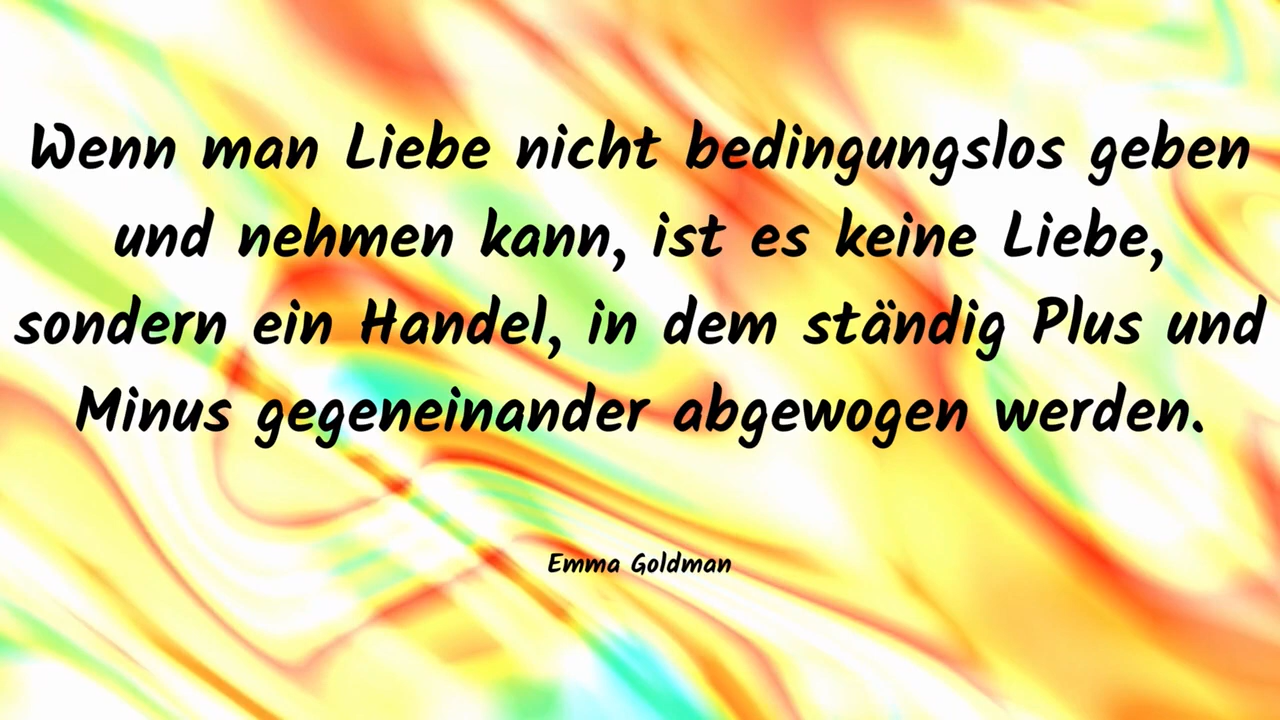 Wenn man Liebe nicht bedingungslos geben
und nehmen kann, ist es keine Liebe,
sondern ein Handel, in dem ständig Plus und
Minus gegeneinander abgewogen werden.
Emma Goldman